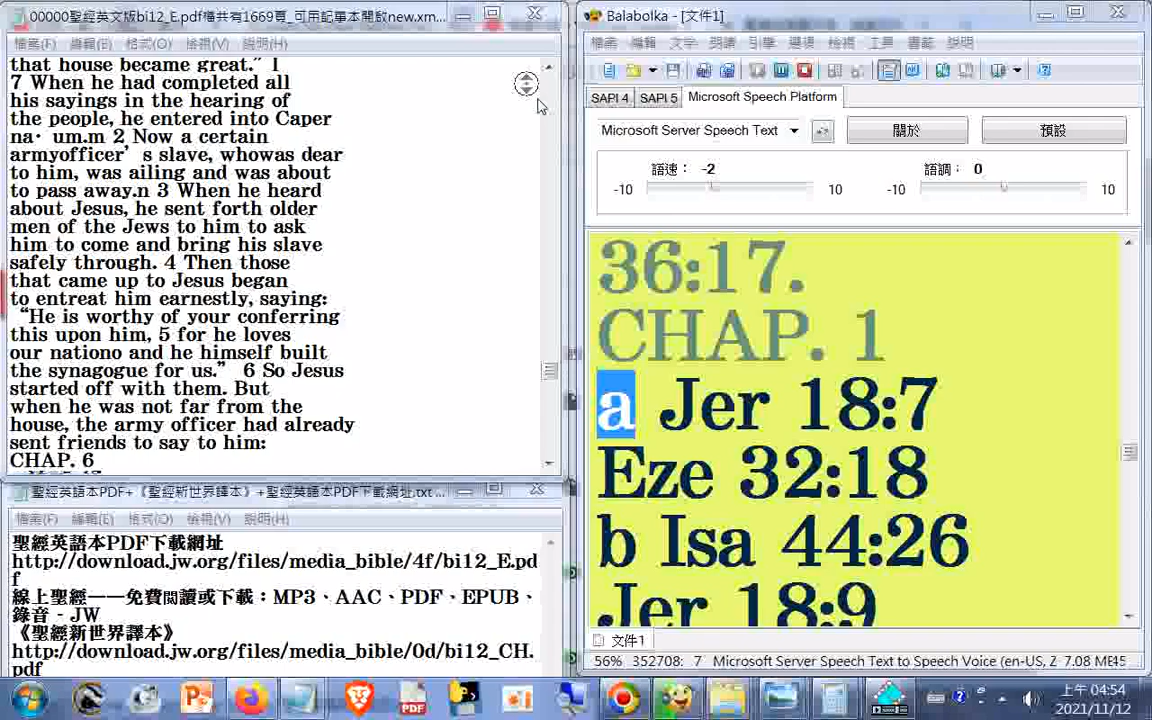 00000聖經英文版bi12_E.pdf檔共有1669頁_可用記事本開啟new.xm...
檔案(F) 編輯(E) 格式(O) 檢視(V) 說明(H)
that house became great.” 1
7 When he had completed all
his sayings in the hearing of
the people, he entered into Caper
na· um.m 2 Now a certain
armyofficer’ s slave, whowas dear
to him, was ailing and was about
to pass away.n 3 When he heard
about Jesus, he sent forth older
men of the Jews to him to ask
him to come and bring his slave
safely through. 4 Then those
that came up to Jesus began
to entreat him earnestly, saying:
“He is worthy of your conferring
this upon him, 5 for he loves
our nationo and he himself built
the synagogue for us.” 6 So Jesus
started off with them. But
when he was not far from the
house, the army officer had already
sent friends to say to him:
CHAP. 6
聖經英語本PDF+《聖經新世界譯本》+聖經英語本PDF下載網址.txt ...
檔案(F) 編輯(E) 格式(O) 檢視(V) 說明(H)
聖經英語本PDF下載網址
http://download.jw.org/files/media_bible/4f/bi12_E.pd
f
線上聖經——免費閱讀或下載：MP3、AAC、PDF、EPUB、
錄音 - JW
《聖經新世界譯本》
http://download.jw.org/files/media_bible/0d/bi12_CH.
pdf
Balabolka - [文件1]
檔案 編輯 文字 朗讀 引擎 選項 檢視 工具 書籤 說明
SAPI 4 SAPI 5 Microsoft Speech Platform
Microsoft Server Speech Text 關於 預設
語速： -2 語調： 0
-10 10 -10 10
36:17.
CHAP. 1
a Jer 18:7
Eze 32:18
b Isa 44:26
Jer 18:9
文件1
56% 352708: 7 Microsoft Server Speech Text to Speech Voice (en-US, Z 7.08 ME
PDF
上午 04:54
2021/11/12